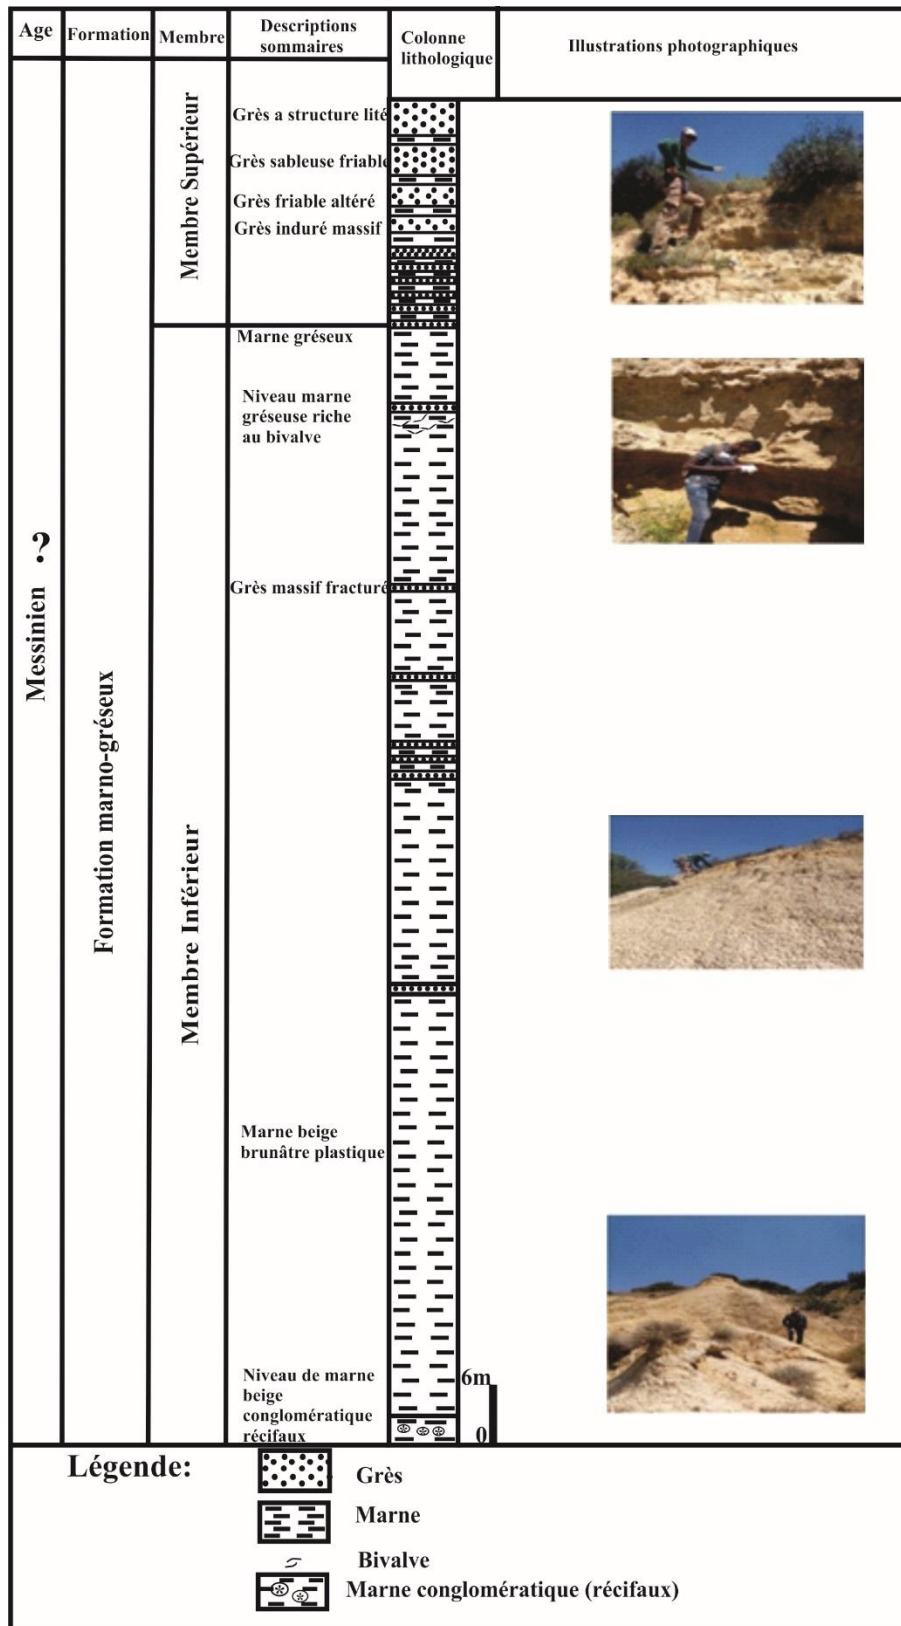 Age
Formation
Membre
Descriptions
sommaires
Colonne
lithologique
Illustrations photographiques
Messinien ?
Formation marno-gréseux
Membre Supérieur
Grès a structure lité
Grès sableuse friable
Grès friable altéré
Grès induré massif
Membre Inférieur
Marne gréseux
Niveau marne
gréseuse riche
au bivalve
Grès massif fracturé
Marne beige
brunâtre plastique
Niveau de marne
beige
conglomératique
récifaux
6m
0
Légende:
Grès
Marne
Bivalve
Marne conglomératique (récifaux)